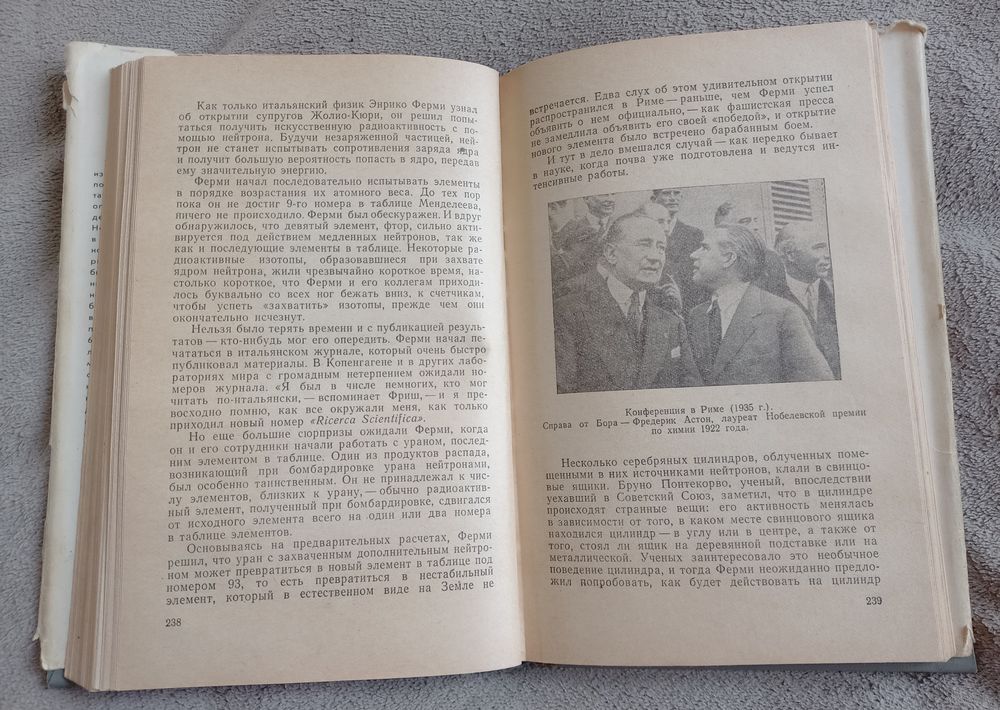 Как только итальянский физик Энрико Ферми узнал
об открытии супругов Жолио-Кюри, он решил попы-
таться получить искусственную радиоактивность с по-
мощью нейтрона. Будучи незаряженной частицей, ней-
трон не станет испытывать сопротивления заряда ядра
и получит большую вероятность попасть в ядро, передав
ему значительную энергию.
Ферми начал последовательно испытывать элементы
в порядке возрастания их атомного веса. До тех пор
пока он не достиг 9-го номера в таблице Менделеева,
ничего не происходило. Ферми был обескуражен. И вдруг
обнаружилось, что девятый элемент, фтор, сильно акти-
вируется под действием медленных нейтронов, так же
как и последующие элементы в таблице. Некоторые ра-
диоактивные изотопы, образовавшиеся при захвате
ядром нейтрона, жили чрезвычайно короткое время, на-
столько короткое, что Ферми и его коллегам приходи-
лось буквально со всех ног бежать вниз, к счетчикам,
чтобы успеть «захватить» изотопы, прежде чем они
окончательно исчезнут.
Нельзя было терять времени и с публикацией резуль-
татов — кто-нибудь мог его опередить. Ферми начал пе-
чататься в итальянском журнале, который очень быстро
публиковал материалы. В Копенгагене и в других лабо-
раториях мира с громадным нетерпением ожидали но-
меров журнала. «Я был в числе немногих, кто мог
читать по-итальянски, — вспоминает Фриш, — и я пре-
восходно помню, как все окружали меня, как только
приходил новый номер «Ricerca Scientifica».
Но еще большие сюрпризы ожидали Ферми, когда
он и его сотрудники начали работать с ураном, послед-
ним элементом в таблице. Один из продуктов распада,
возникающий при бомбардировке урана нейтронами,
был особенно таинственным. Он не принадлежал к чис-
лу элементов, близких к урану, — обычно радиоактив-
ный элемент, полученный при бомбардировке, сдвигался
от исходного элемента всего на один или два номера
в таблице элементов.
Основываясь на предварительных расчетах, Ферми
решил, что уран с захваченным дополнительным нейтро-
ном может превратиться в новый элемент в таблице под
номером 93, то есть превратиться в нестабильный
элемент, который в естественном виде на Земле не
238
встречается. Едва слух об этом удивительном открытии
распространился в Риме — раньше, чем Ферми успел
объявить о нем официально, — как фашистская пресса
не замедлила объявить его своей «победой», и открытие
нового элемента было встречено барабанным боем.
И тут в дело вмешался случай — как нередко бывает
в науке, когда почва уже подготовлена и ведутся ин-
тенсивные работы.
Конференция в Риме (1935 г.).
Справа от Бора — Фредерик Астон, лауреат Нобелевской премии
по химии 1922 года.
Несколько серебряных цилиндров, облученных поме-
щенными в них источниками нейтронов, клали в свинцо-
вые ящики. Бруно Понтекорво, ученый, впоследствии
уехавший в Советский Союз, заметил, что в цилиндре
происходят странные вещи: его активность менялась
в зависимости от того, в каком месте свинцового ящика
находился цилиндр — в углу или в центре, а также от
того, стоял ли ящик на деревянной подставке или на
металлической. Ученых заинтересовало это необычное
поведение цилиндра, и тогда Ферми неожиданно предло-
жил попробовать, как будет действовать на цилиндр
239